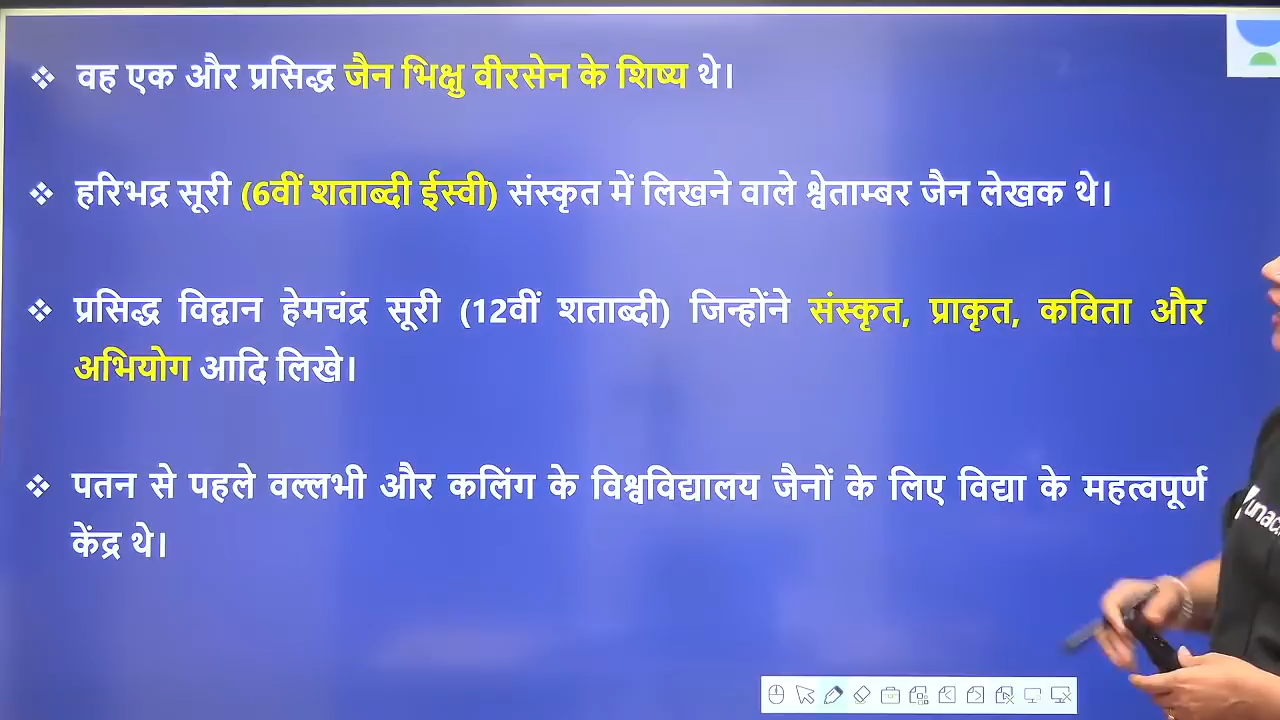 ❖ वह एक और प्रसिद्ध जैन भिक्षु वीरसेन के शिष्य थे।
❖ हरिभद्र सूरी (6वीं शताब्दी ईस्वी) संस्कृत में लिखने वाले श्वेताम्बर जैन लेखक थे।
❖ प्रसिद्ध विद्वान हेमचंद्र सूरी (12वीं शताब्दी) जिन्होंने संस्कृत, प्राकृत, कविता और
अभियोग आदि लिखे।
❖ पतन से पहले वल्लभी और कलिंग के विश्वविद्यालय जैनों के लिए विद्या के महत्वपूर्ण
केंद्र थे।